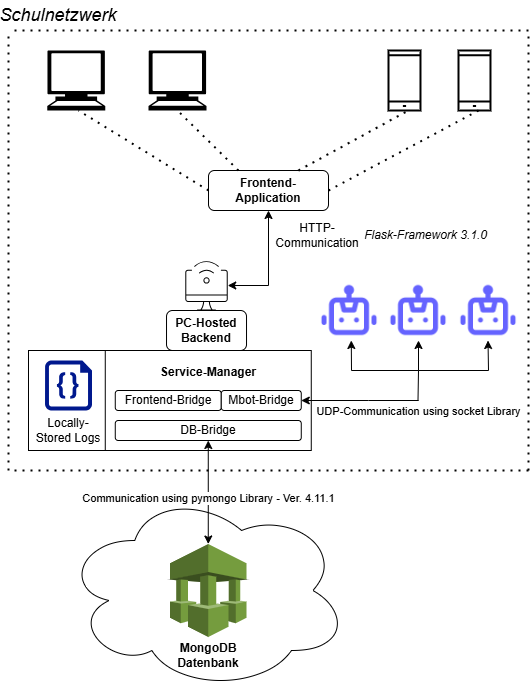 Schulnetzwerk
Frontend-
Application
HTTP-
Communication
Flask-Framework 3.1.0
PC-Hosted
Backend
Service-Manager
Frontend-Bridge
Mbot-Bridge
DB-Bridge
{}
Locally-
Stored Logs
UDP-Communication using socket Library
Communication using pymongo Library - Ver. 4.11.1
MongoDB
Datenbank